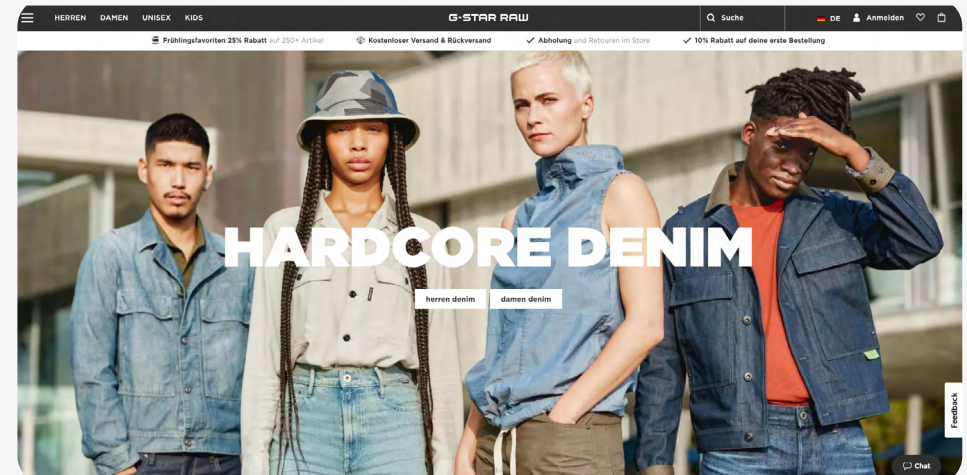 HERREN DAMEN UNISEX KIDS
G-STAR RAW
Suche
DE
Anmelden
Frühlingsfavoriten 25% Rabatt auf 250+ Artikel
Kostenloser Versand & Rückversand
Abholung und Retouren im Store
10% Rabatt auf deine erste Bestellung
HARDCORE DENIM
herren denim
damen denim
Feedback
Chat